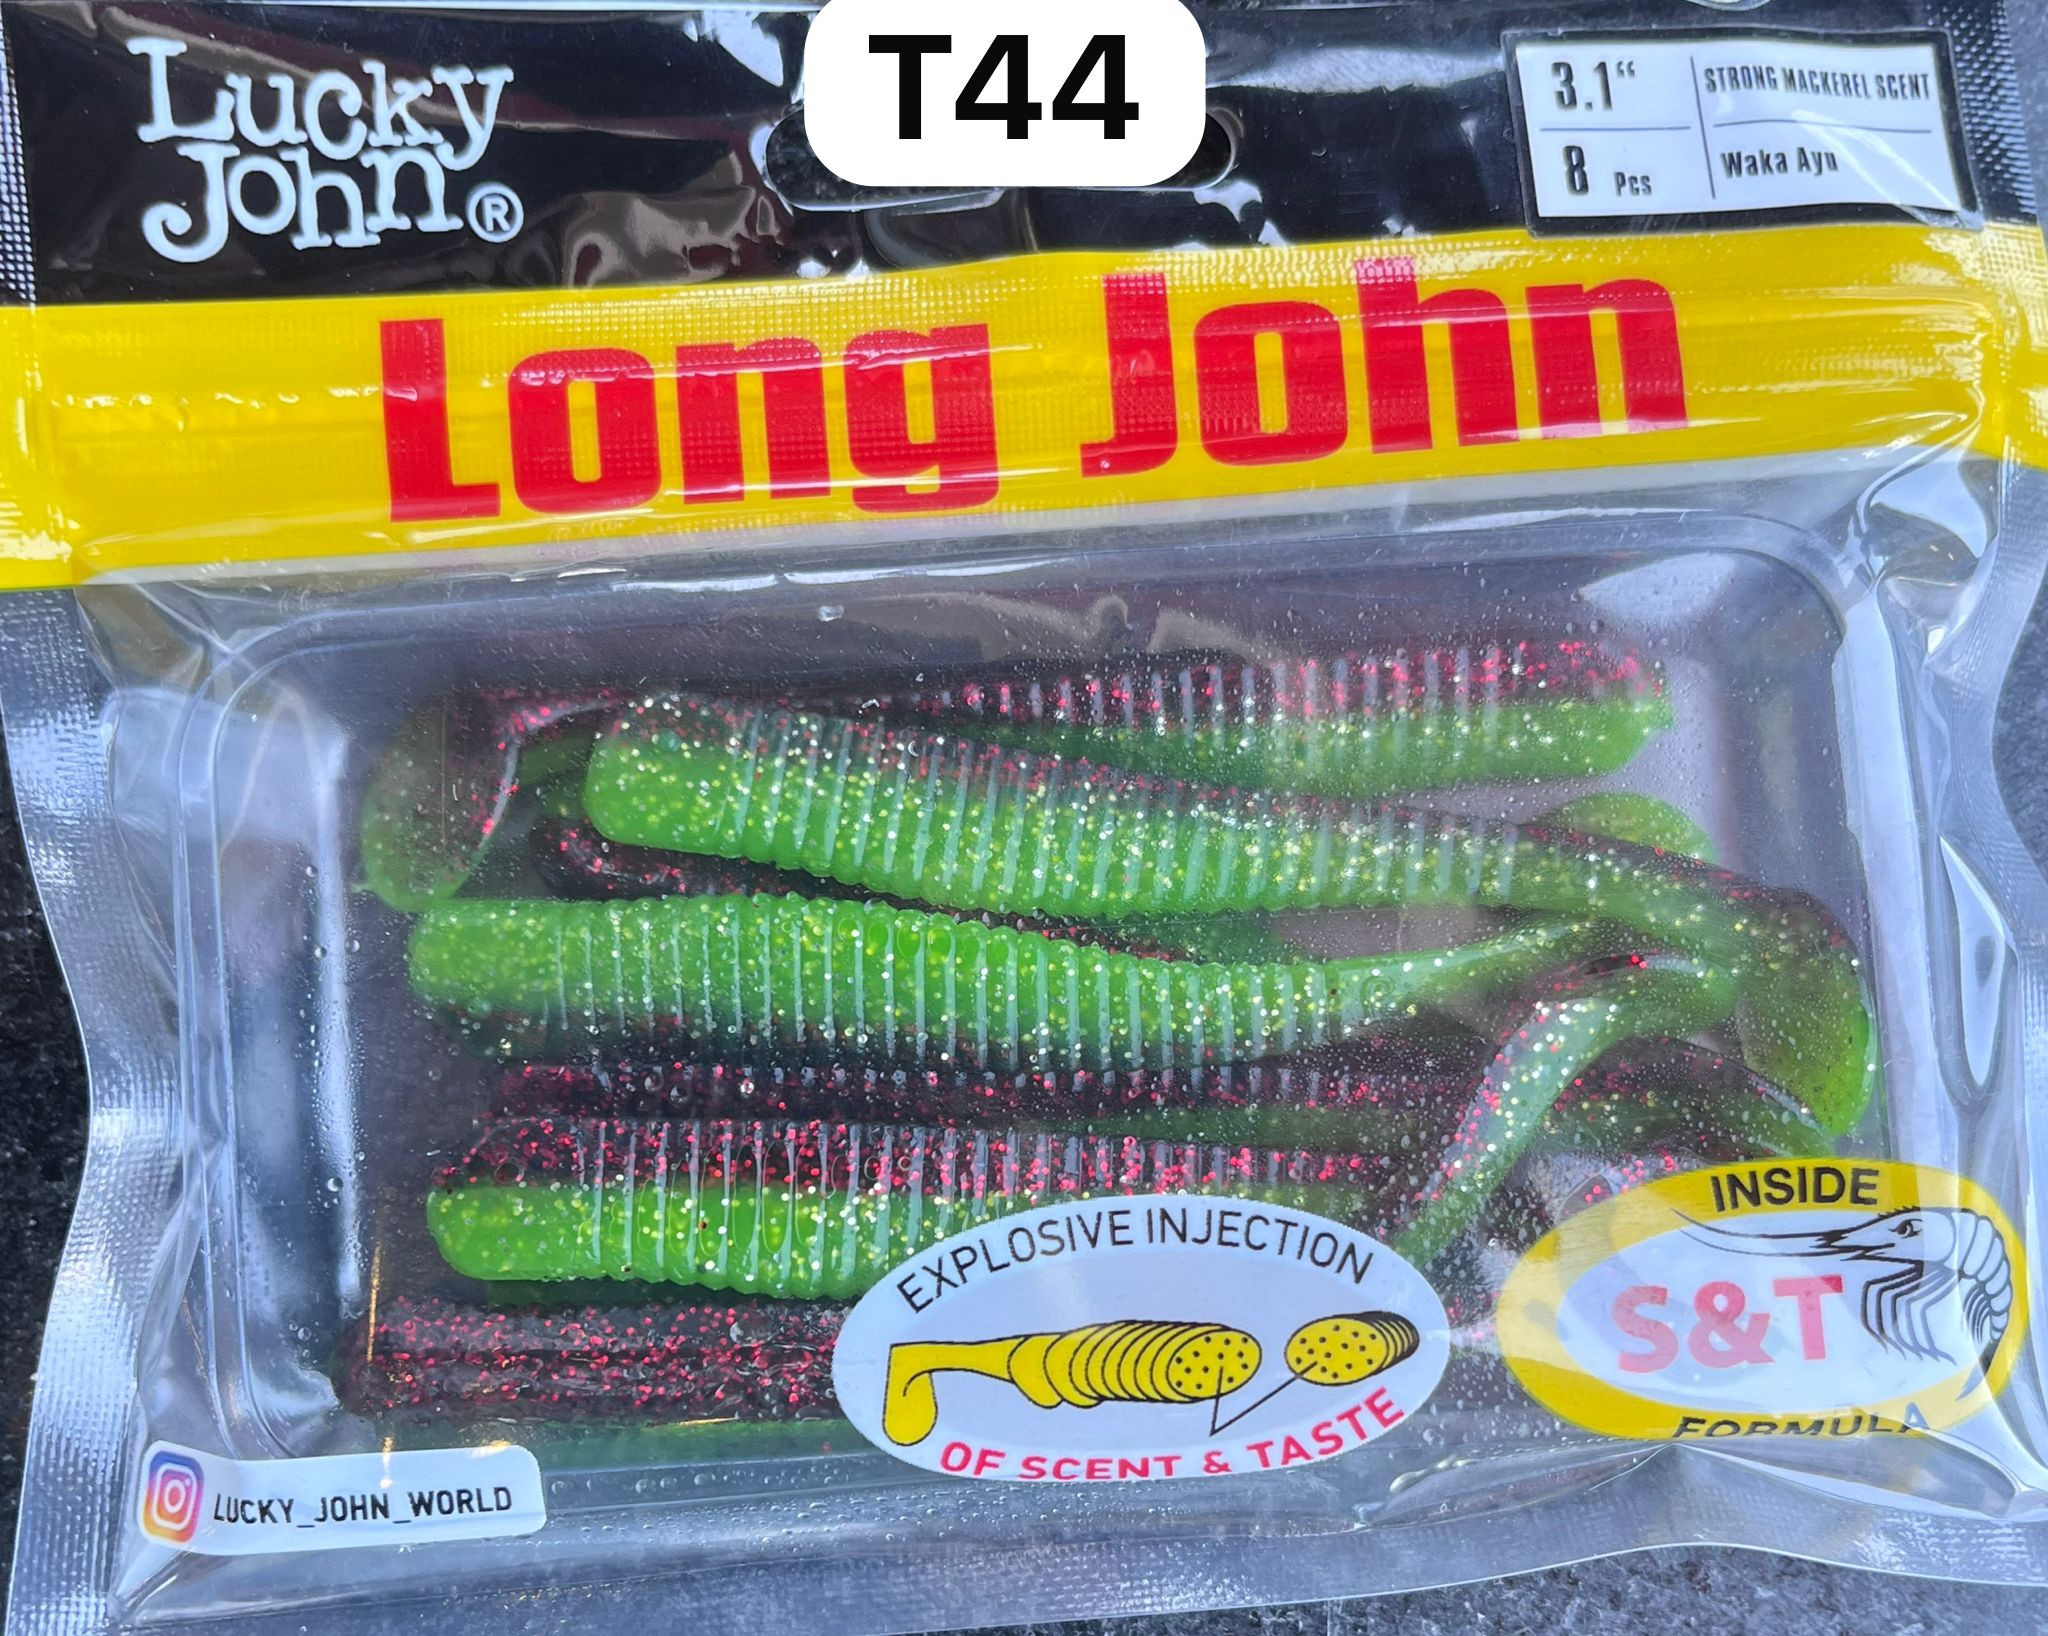 Lucky
John®
T44
3.1"
STRONG MACKEREL SCENT
8 Pcs
Waka Ayu
Long John
EXPLOSIVE INJECTION
OF SCENT & TASTE
INSIDE
S&T
FORMULA
LUCKY_JOHN_WORLD